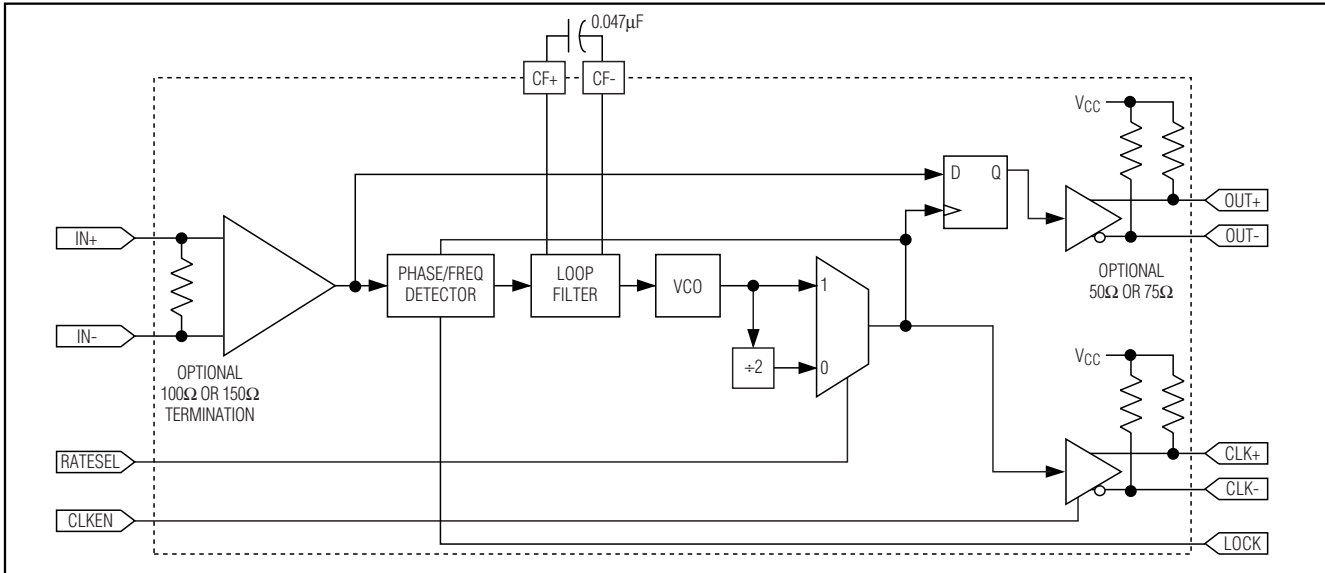 0.047µF
CF+
CF-
VCC
D
Q
IN+
OUT+
OUT-
PHASE/FREQ
DETECTOR
LOOP
FILTER
VCO
1
OPTIONAL
50Ω OR 75Ω
IN-
÷2
0
VCC
OPTIONAL
100Ω OR 150Ω
TERMINATION
RATESEL
CLK+
CLK-
CLKEN
LOCK